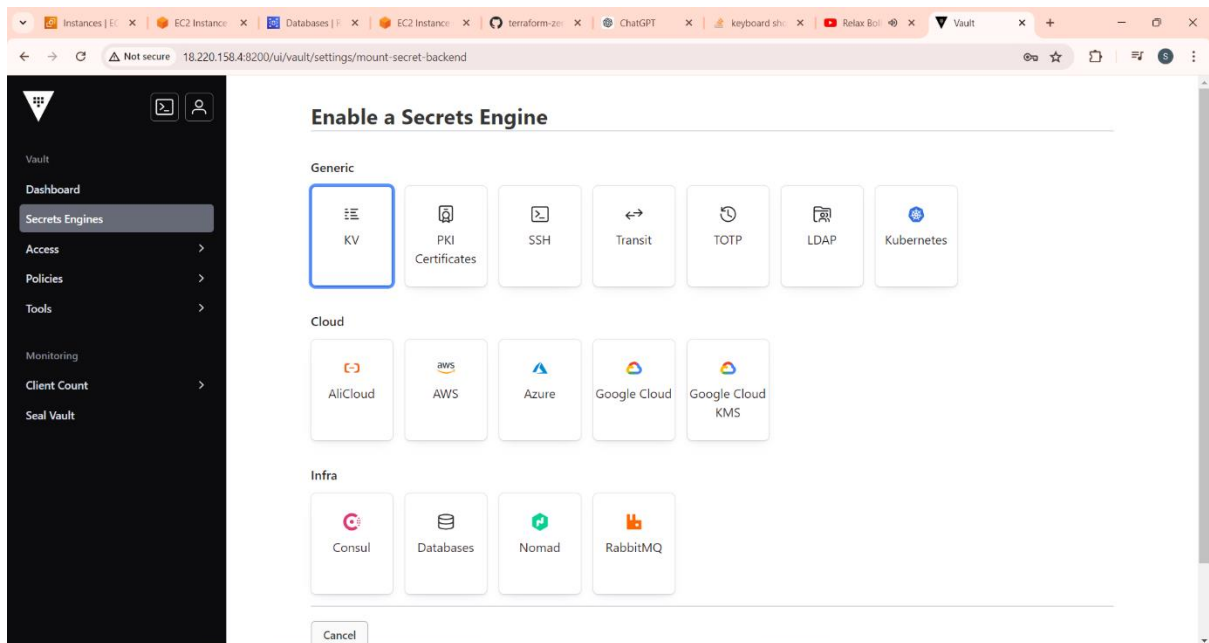 Instances | EC
EC2 Instance
Databases | R
EC2 Instance
terraform-zer
ChatGPT
keyboard sho
Relax Bol
Vault
Not secure 18.220.158.4:8200/ui/vault/settings/mount-secret-backend
S
Enable a Secrets Engine
Vault
Dashboard
Secrets Engines
Access
Policies
Tools
Monitoring
Client Count
Seal Vault
Generic
KV
PKI
Certificates
SSH
Transit
TOTP
LDAP
Kubernetes
Cloud
AliCloud
aws
AWS
Azure
Google Cloud
Google Cloud
KMS
Infra
Consul
Databases
Nomad
RabbitMQ
Cancel